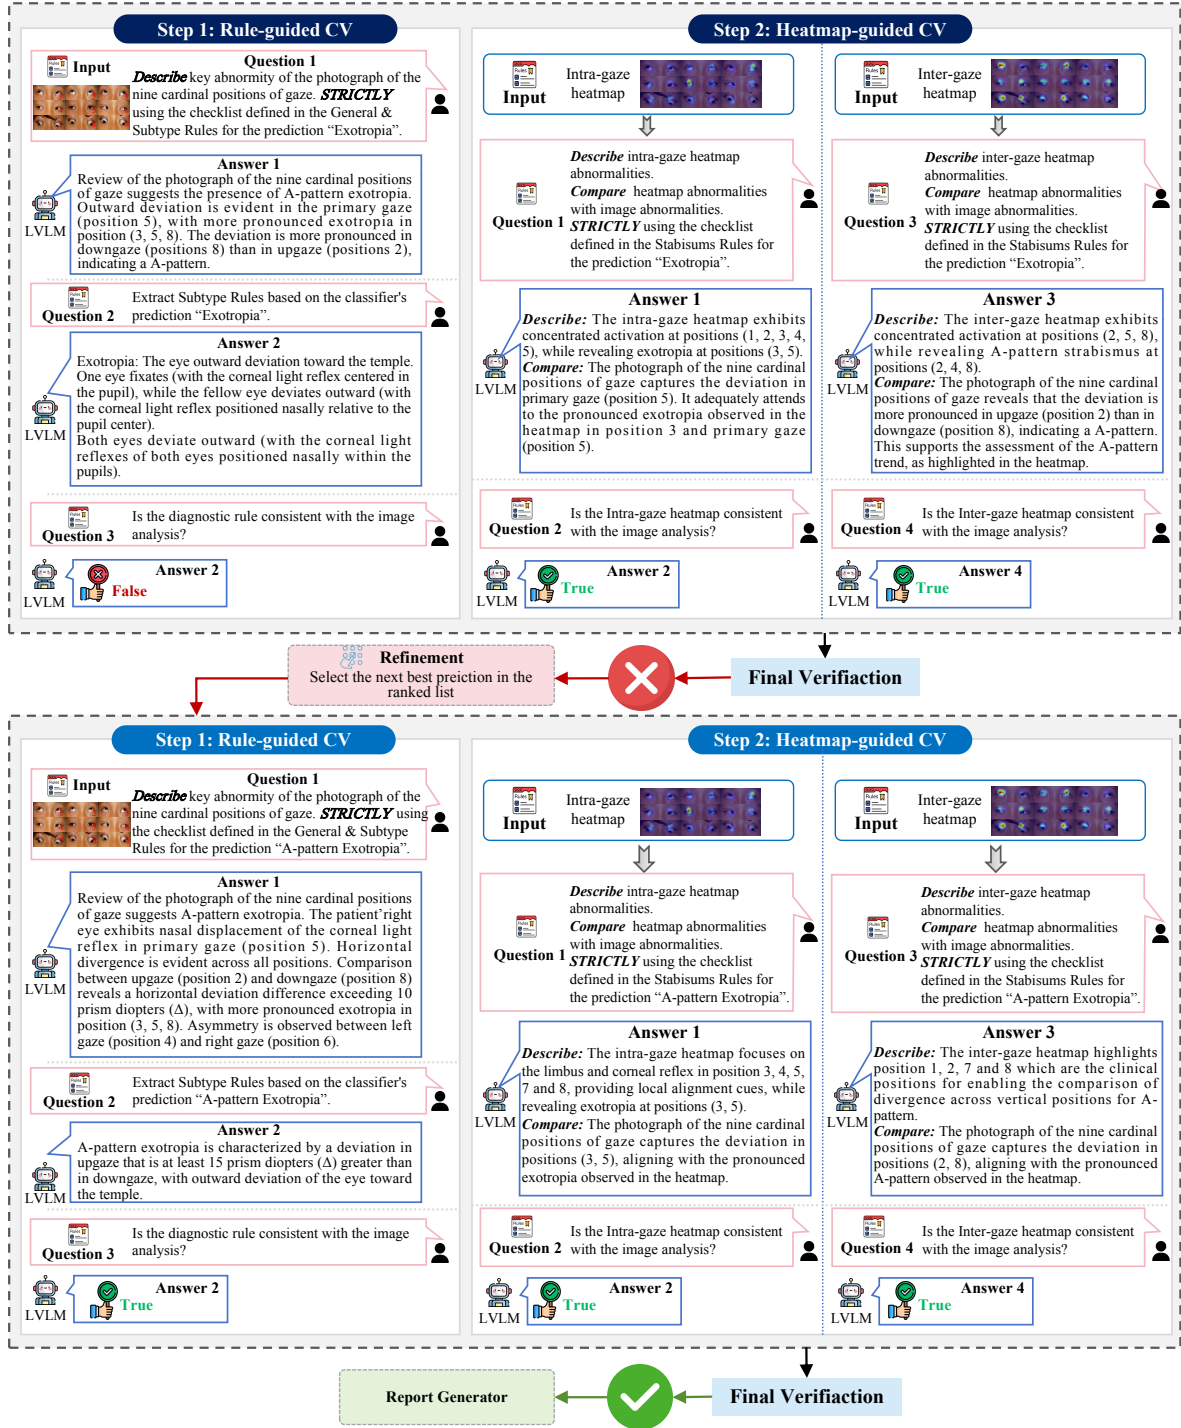 Step 1: Rule-guided CV
Input
Question 1
Describe key abnormity of the photograph of the
nine cardinal positions of gaze. STRICTLY
using the checklist defined in the General &
Subtype Rules for the prediction “Exotropia”.
Answer 1
Review of the photograph of the nine cardinal positions
of gaze suggests the presence of A-pattern exotropia.
Outward deviation is evident in the primary gaze
(position 5), with more pronounced exotropia in
position (3, 5, 8). The deviation is more pronounced in
downgaze (positions 8) than in upgaze (positions 2),
indicating a A-pattern.
LVLM
Question 2
Extract Subtype Rules based on the classifier's
prediction “Exotropia”.
Answer 2
Exotropia: The eye outward deviation toward the temple.
One eye fixates (with the corneal light reflex centered in
the pupil), while the fellow eye deviates outward (with
the corneal light reflex positioned nasally relative to the
pupil center).
Both eyes deviate outward (with the corneal light
reflexes of both eyes positioned nasally within the
pupils).
LVLM
Question 3
Is the diagnostic rule consistent with the image
analysis?
Answer 2
False
LVLM
Step 2: Heatmap-guided CV
Rules
Input
Intra-gaze
heatmap
Question 1
Describe intra-gaze heatmap
abnormalities.
Compare heatmap abnormalities
with image abnormalities.
STRICTLY using the checklist
defined in the Stabisums Rules for
the prediction “Exotropia”.
Answer 1
Describe: The intra-gaze heatmap exhibits
concentrated activation at positions (1, 2, 3, 4,
5), while revealing exotropia at positions (3, 5).
Compare: The photograph of the nine cardinal
positions of gaze captures the deviation in
primary gaze (position 5). It adequately attends
to the pronounced exotropia observed in the
heatmap in position 3 and primary gaze
(position 5).
LVLM
Question 2
Is the Intra-gaze heatmap consistent
with the image analysis?
Answer 2
True
LVLM
Rules
Input
Inter-gaze
heatmap
Question 3
Describe inter-gaze heatmap
abnormalities.
Compare heatmap abnormalities
with image abnormalities.
STRICTLY using the checklist
defined in the Stabisums Rules for
the prediction “Exotropia”.
Answer 3
Describe: The inter-gaze heatmap exhibits
concentrated activation at positions (2, 5, 8),
while revealing A-pattern strabismus at
positions (2, 4, 8).
Compare: The photograph of the nine cardinal
positions of gaze reveals that the deviation is
more pronounced in upgaze (position 2) than in
downgaze (position 8), indicating a A-pattern.
This supports the assessment of the A-pattern
trend, as highlighted in the heatmap.
LVLM
Question 4
Is the Inter-gaze heatmap consistent
with the image analysis?
Answer 4
True
LVLM
Final Verifiaction
Refinement
Select the next best preiction in the
ranked list
Step 1: Rule-guided CV
Input
Question 1
Describe key abnormity of the photograph of the
nine cardinal positions of gaze. STRICTLY using
the checklist defined in the General & Subtype
Rules for the prediction “A-pattern Exotropia”.
Answer 1
Review of the photograph of the nine cardinal positions
of gaze suggests A-pattern exotropia. The patient'right
eye exhibits nasal displacement of the corneal light
reflex in primary gaze (position 5). Horizontal
divergence is evident across all positions. Comparison
between upgaze (position 2) and downgaze (position 8)
reveals a horizontal deviation difference exceeding 10
prism diopters (Δ), with more pronounced exotropia in
position (3, 5, 8). Asymmetry is observed between left
gaze (position 4) and right gaze (position 6).
LVLM
Question 2
Extract Subtype Rules based on the classifier's
prediction “A-pattern Exotropia”.
Answer 2
A-pattern exotropia is characterized by a deviation in
upgaze that is at least 15 prism diopters (Δ) greater than
in downgaze, with outward deviation of the eye toward
the temple.
LVLM
Question 3
Is the diagnostic rule consistent with the image
analysis?
Answer 2
True
LVLM
Step 2: Heatmap-guided CV
Rules
Input
Intra-gaze
heatmap
Question 1
Describe intra-gaze heatmap
abnormalities.
Compare heatmap abnormalities
with image abnormalities.
STRICTLY using the checklist
defined in the Stabisums Rules for
the prediction “A-pattern Exotropia”.
Answer 1
Describe: The intra-gaze heatmap focuses on
the limbus and corneal reflex in position 3, 4, 5,
7 and 8, providing local alignment cues, while
revealing exotropia at positions (3, 5).
Compare: The photograph of the nine cardinal
positions of gaze captures the deviation in
positions (3, 5), aligning with the pronounced
exotropia observed in the heatmap.
LVLM
Question 2
Is the Intra-gaze heatmap consistent
with the image analysis?
Answer 2
True
LVLM
Rules
Input
Inter-gaze
heatmap
Question 3
Describe inter-gaze heatmap
abnormalities.
Compare heatmap abnormalities
with image abnormalities.
STRICTLY using the checklist
defined in the Stabisums Rules for
the prediction “A-pattern Exotropia”.
Answer 3
Describe: The inter-gaze heatmap highlights
position 1, 2, 7 and 8 which are the clinical
positions for enabling the comparison of
divergence across vertical positions for A-
pattern.
Compare: The photograph of the nine cardinal
positions of gaze captures the deviation in
positions (2, 8), aligning with the pronounced
A-pattern observed in the heatmap.
LVLM
Question 4
Is the Inter-gaze heatmap consistent
with the image analysis?
Answer 4
True
LVLM
Final Verifiaction
Report Generator